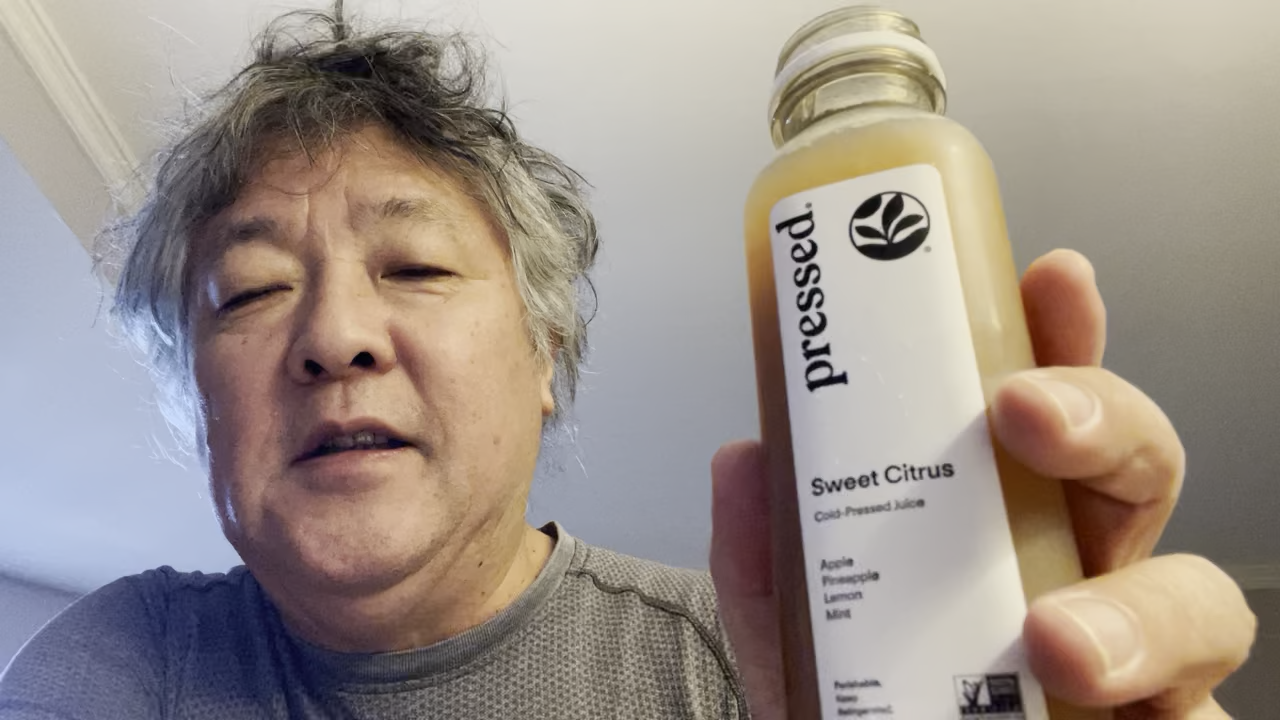 pressed.
Sweet Citrus
Cold-Pressed Juice
Apple
Pineapple
Lemon
Mint
Perishable.
Keep
Refrigerated.